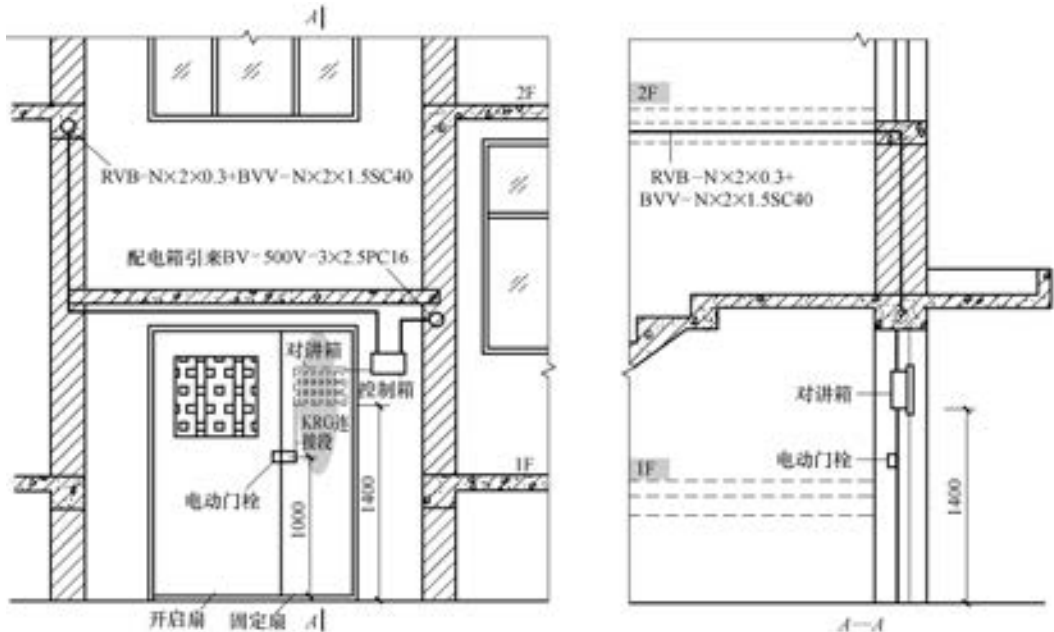 A
2F
RVB-N×2×0.3+BVV-N×2×1.5SC40
配电箱引来BV-500V-3×2.5PC16
对讲箱
控制箱
KRG连
接段
1F
电动门栓
1000
1400
开启扇
固定扇
A
2F
RVB-N×2×0.3+
BVV-N×2×1.5SC40
对讲箱
电动门栓
1F
1400
A—A